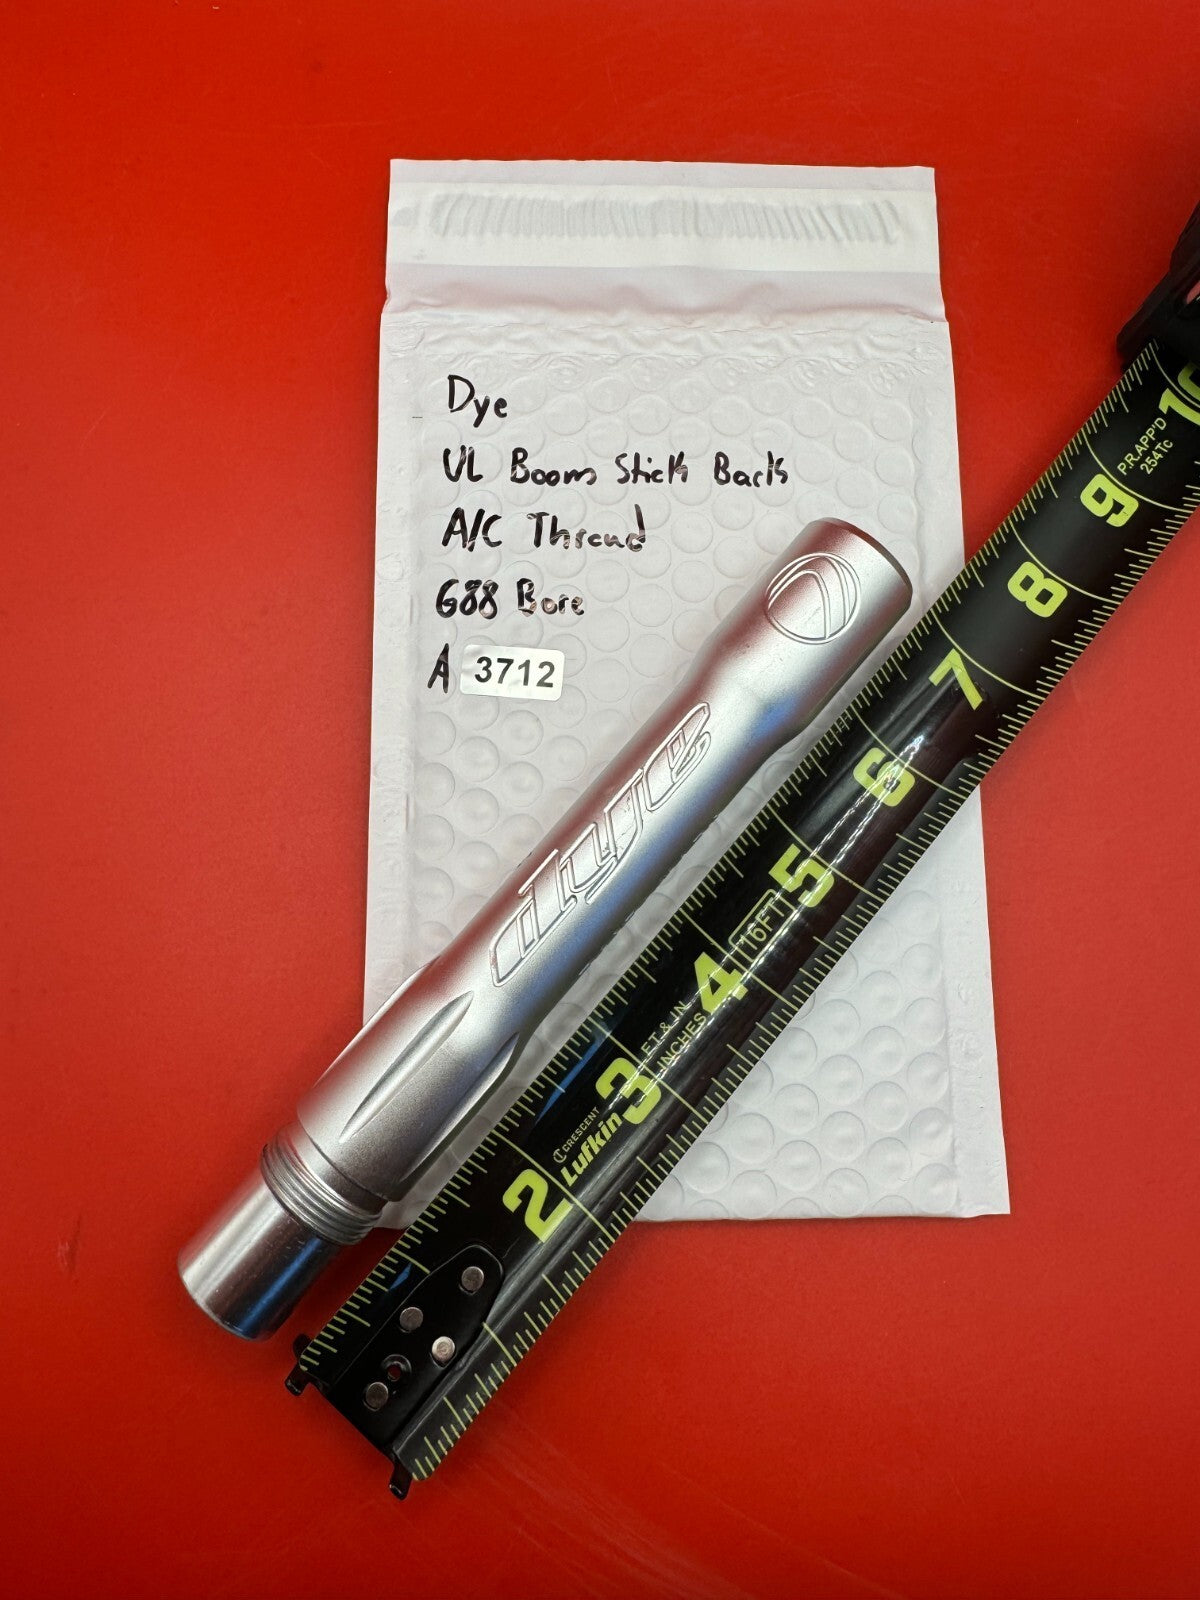 Dye
UL Boom Stick Back
A/C Thread
688 Bore
A 3712
dye
10
P.R.APP'D
254Tc
9
8
7
6
5
16FT
4
FT & IN
INCHES
3
CRESCENT
Lufkin
2